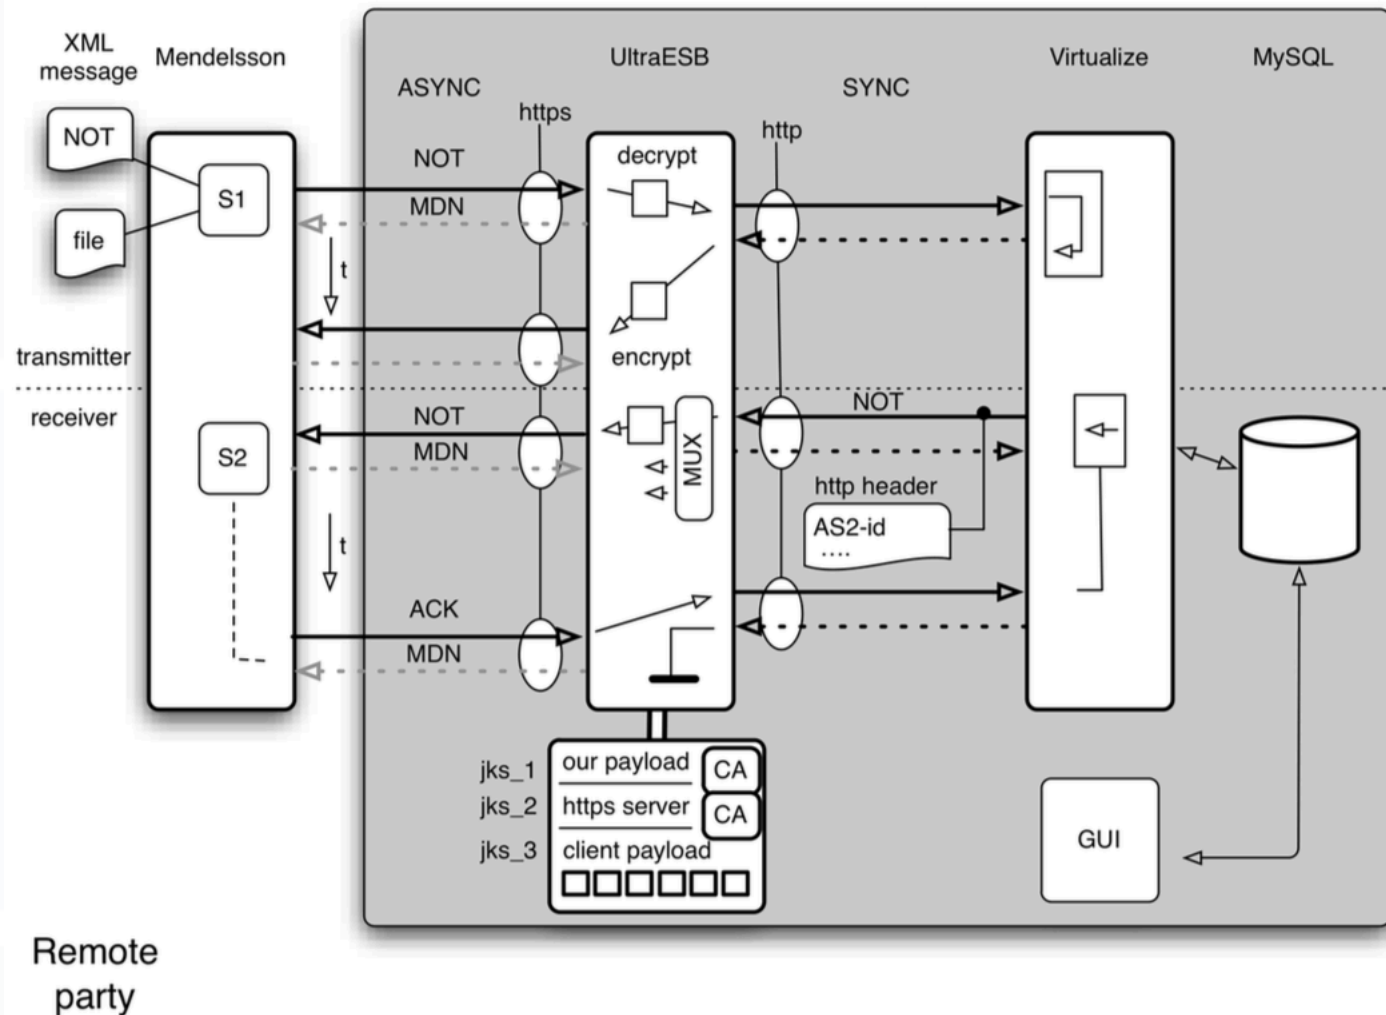 XML
message
Mendelsson
UltraESB
Virtualize
MySQL
ASYNC
SYNC
https
http
NOT
file
S1
NOT
MDN
t
decrypt
encrypt
transmitter
receiver
S2
NOT
MDN
t
MUX
NOT
http header
AS2-id
....
ACK
MDN
jks_1
our payload
CA
jks_2
https server
CA
jks_3
client payload
GUI
Remote
party